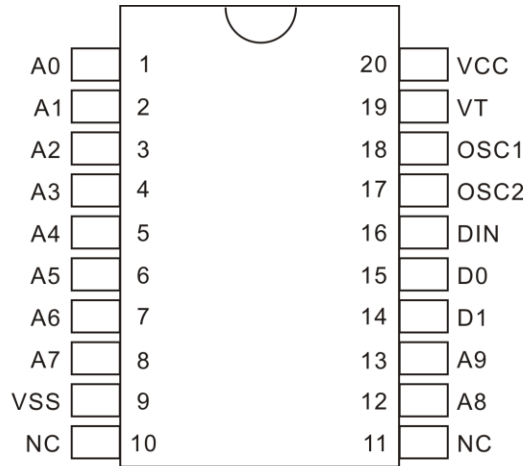 A0 1 20 VCC
A1 2 19 VT
A2 3 18 OSC1
A3 4 17 OSC2
A4 5 16 DIN
A5 6 15 D0
A6 7 14 D1
A7 8 13 A9
VSS 9 12 A8
NC 10 11 NC